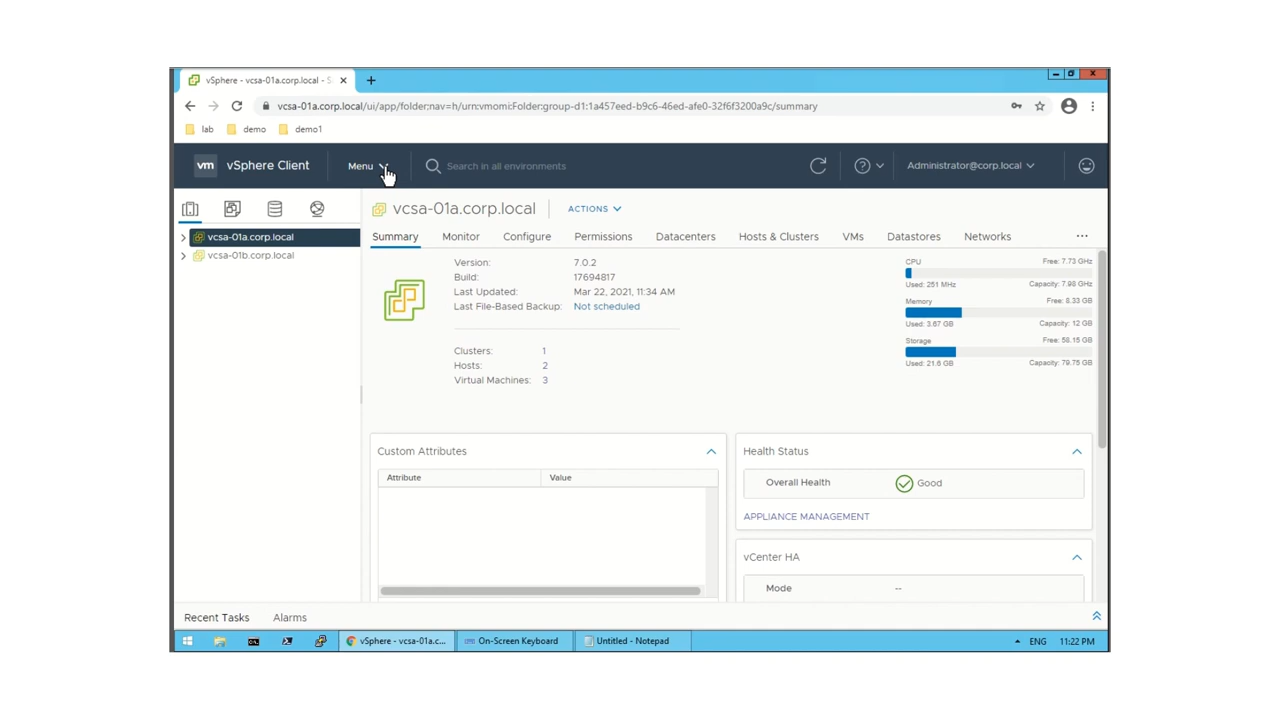 vSphere - vcsa-01a.corp.local - S
vcsa-01a.corp.local/ui/app/folder;nav=h/urn:vmomi:Folder:group-d1:1a457eed-b9c6-46ed-afe0-32f6f3200a9c/summary
lab demo demo1
vm vSphere Client Menu Search in all environments Administrator@corp.local
vcsa-01a.corp.local ACTIONS
vcsa-01a.corp.local
vcsa-01b.corp.local
Summary Monitor Configure Permissions Datacenters Hosts & Clusters VMs Datastores Networks ...
Version: 7.0.2
Build: 17694817
Last Updated: Mar 22, 2021, 11:34 AM
Last File-Based Backup: Not scheduled
Clusters: 1
Hosts: 2
Virtual Machines: 3
CPU Free: 7.73 GHz
Used: 251 MHz Capacity: 7.98 GHz
Memory Free: 8.33 GB
Used: 3.67 GB Capacity: 12 GB
Storage Free: 58.15 GB
Used: 21.6 GB Capacity: 79.75 GB
Custom Attributes
Attribute Value
Health Status
Overall Health Good
APPLIANCE MANAGEMENT
vCenter HA
Mode --
Recent Tasks Alarms
vSphere - vcsa-01a.c... On-Screen Keyboard Untitled - Notepad ENG 11:22 PM